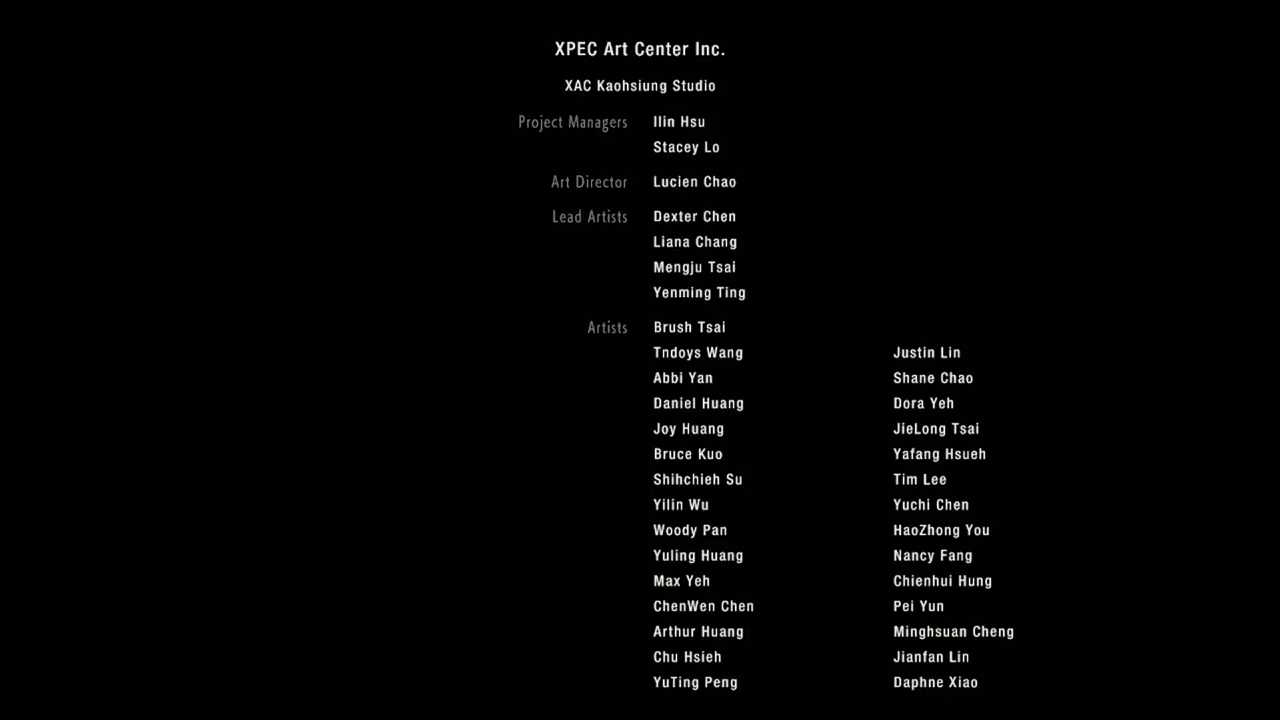 XPEC Art Center Inc.
XAC Kaohsiung Studio
Project Managers Ilin Hsu
Stacey Lo
Art Director Lucien Chao
Lead Artists Dexter Chen
Liana Chang
Mengju Tsai
Yenming Ting
Artists Brush Tsai
Tndoys Wang Justin Lin
Abbi Yan Shane Chao
Daniel Huang Dora Yeh
Joy Huang JieLong Tsai
Bruce Kuo Yafang Hsueh
Shihchieh Su Tim Lee
Yilin Wu Yuchi Chen
Woody Pan HaoZhong You
Yuling Huang Nancy Fang
Max Yeh Chienhui Hung
ChenWen Chen Pei Yun
Arthur Huang Minghsuan Cheng
Chu Hsieh Jianfan Lin
YuTing Peng Daphne Xiao